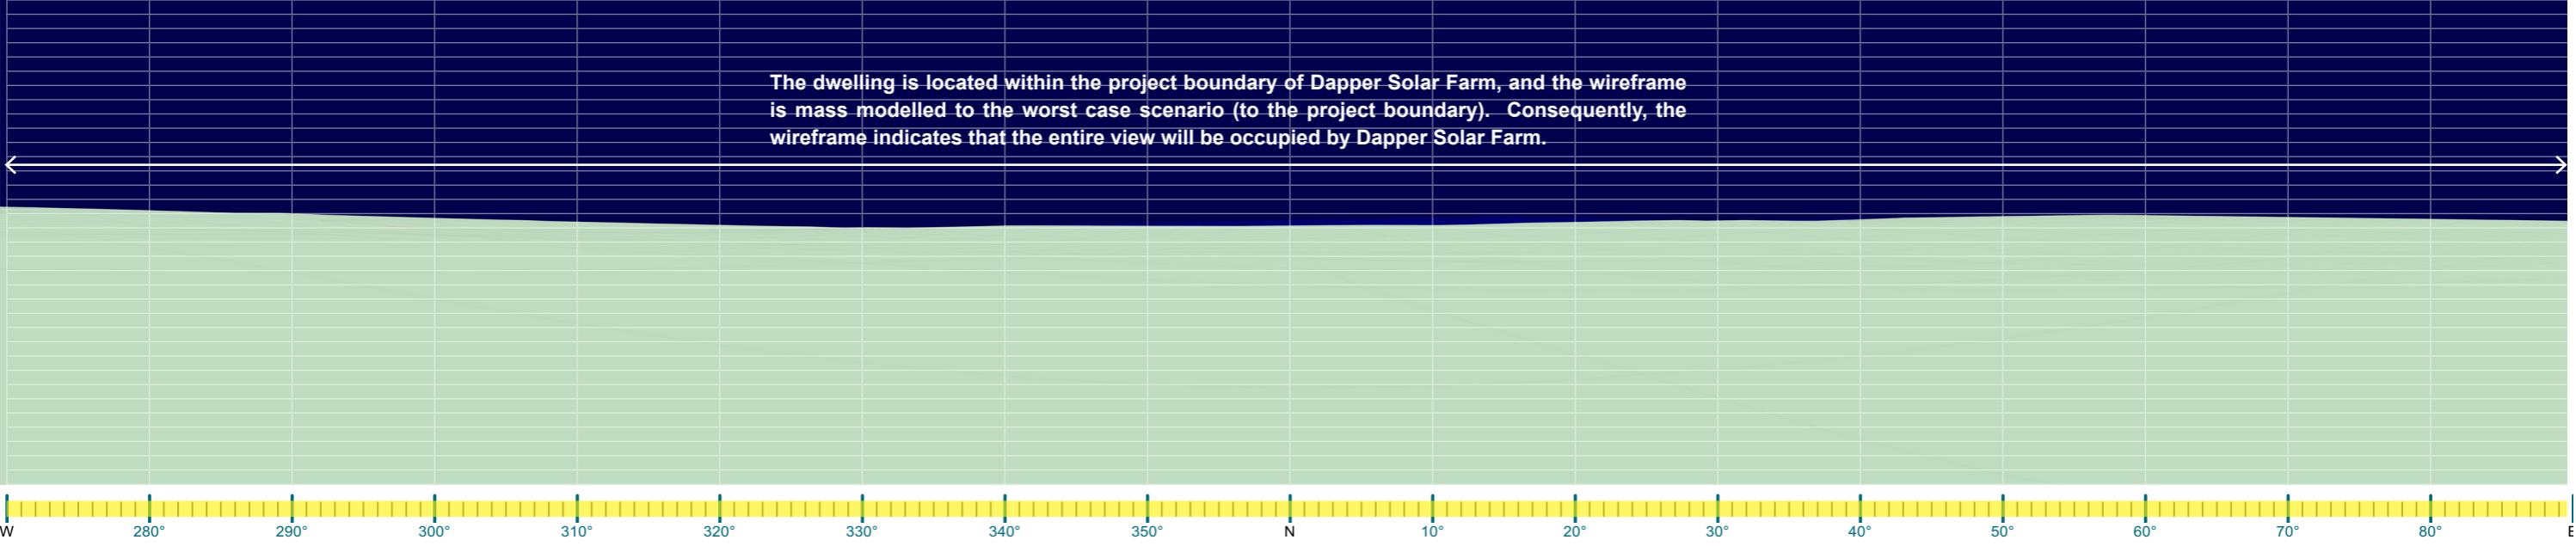 The dwelling is located within the project boundary of Dapper Solar Farm, and the wireframe
is mass modelled to the worst case scenario (to the project boundary). Consequently, the
wireframe indicates that the entire view will be occupied by Dapper Solar Farm.
W 280° 290° 300° 310° 320° 330° 340° 350° N 10° 20° 30° 40° 50° 60° 70° 80° E